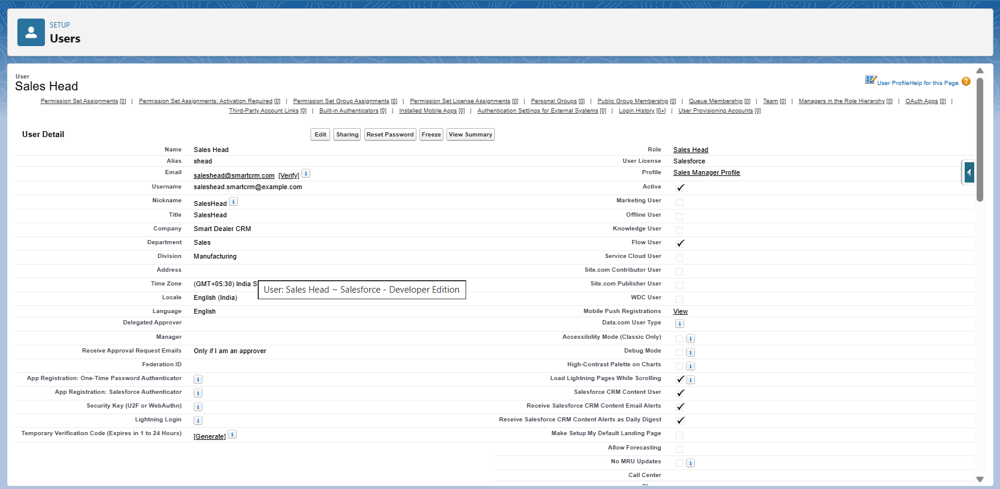 SETUP
Users
User
Sales Head
User Profile Help for this Page ?
Permission Set Assignments [0] | Permission Set Assignments: Activation Required [0] | Permission Set Group Assignments [0] | Permission Set License Assignments [0] | Personal Groups [0] | Public Group Membership [0] | Queue Membership [0] | Team [0] | Managers in the Role Hierarchy [0] | OAuth Apps [0] |
Third-Party Account Links [0] | Built-in Authenticators [0] | Installed Mobile Apps [0] | Authentication Settings for External Systems [0] | Login History [0+] | User Provisioning Accounts [0]
User Detail Edit Sharing Reset Password Freeze View Summary
Name Sales Head Role Sales Head
Alias shead User License Salesforce
Email saleshead@smartcrm.com [Verify] i Profile Sales Manager Profile
Username saleshead.smartcrm@example.com Active
Nickname SalesHead i Marketing User
Title SalesHead Offline User
Company Smart Dealer CRM Knowledge User
Department Sales Flow User
Division Manufacturing Service Cloud User
Address Site.com Contributor User
Time Zone (GMT+05:30) India S Site.com Publisher User
User: Sales Head ~ Salesforce - Developer Edition
Locale English (India) WDC User
Language English Mobile Push Registrations View
Delegated Approver Data.com User Type i
Manager Accessibility Mode (Classic Only) i
Receive Approval Request Emails Only if I am an approver Debug Mode i
Federation ID High-Contrast Palette on Charts i
App Registration: One-Time Password Authenticator i Load Lightning Pages While Scrolling i
App Registration: Salesforce Authenticator i Salesforce CRM Content User
Security Key (U2F or WebAuthn) i Receive Salesforce CRM Content Email Alerts
Lightning Login i Receive Salesforce CRM Content Alerts as Daily Digest
Temporary Verification Code (Expires in 1 to 24 Hours) [Generate] i Make Setup My Default Landing Page
Allow Forecasting
No MRU Updates i
Call Center